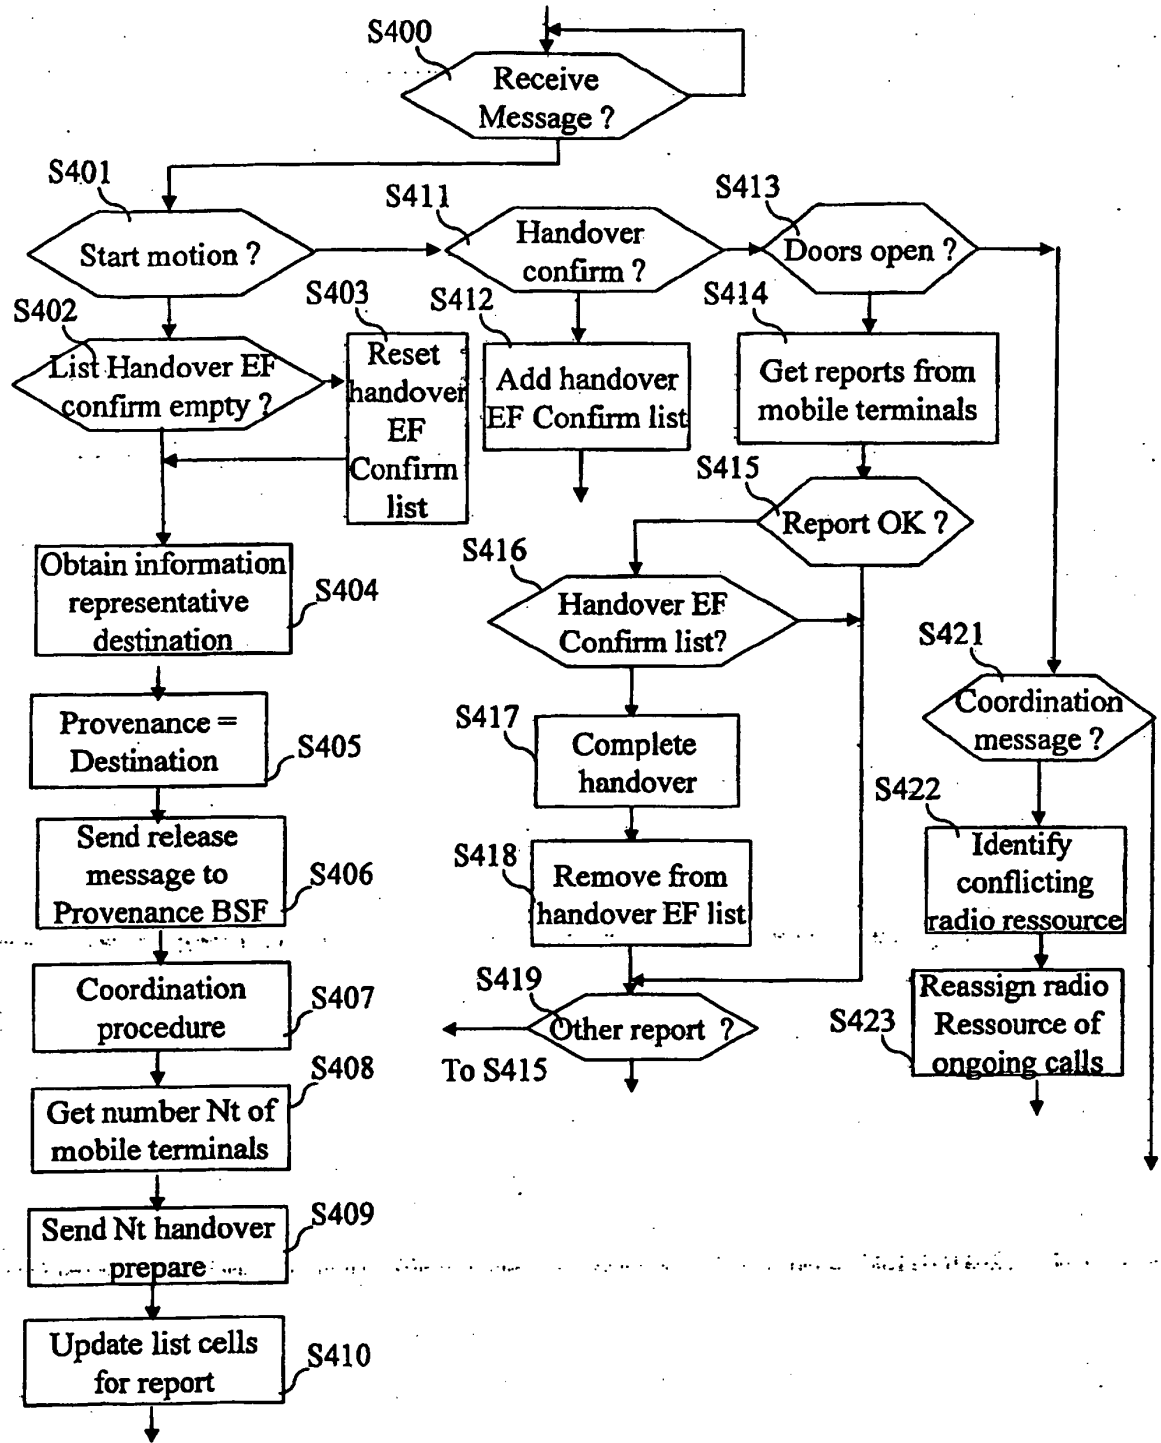 S400
Receive
Message ?
S401
Start motion ?
S411
Handover
confirm ?
S413
Doors open ?
S402
List Handover EF
confirm empty ?
S403
Reset
handover
EF
Confirm
list
S412
Add handover
EF Confirm list
S414
Get reports from
mobile terminals
S415
Report OK ?
Obtain information
representative
destination
S404
S416
Handover EF
Confirm list?
S421
Coordination
message ?
Provenance =
Destination
S405
S417
Complete
handover
S422
Identify
conflicting
radio ressource
Send release
message to
Provenance BSF
S406
S418
Remove from
handover EF list
Coordination
procedure
S407
S419
Other report ?
To S415
S423
Reassign radio
Ressource of
ongoing calls
S408
Get number Nt of
mobile terminals
Send Nt handover
prepare
S409
Update list cells
for report
S410